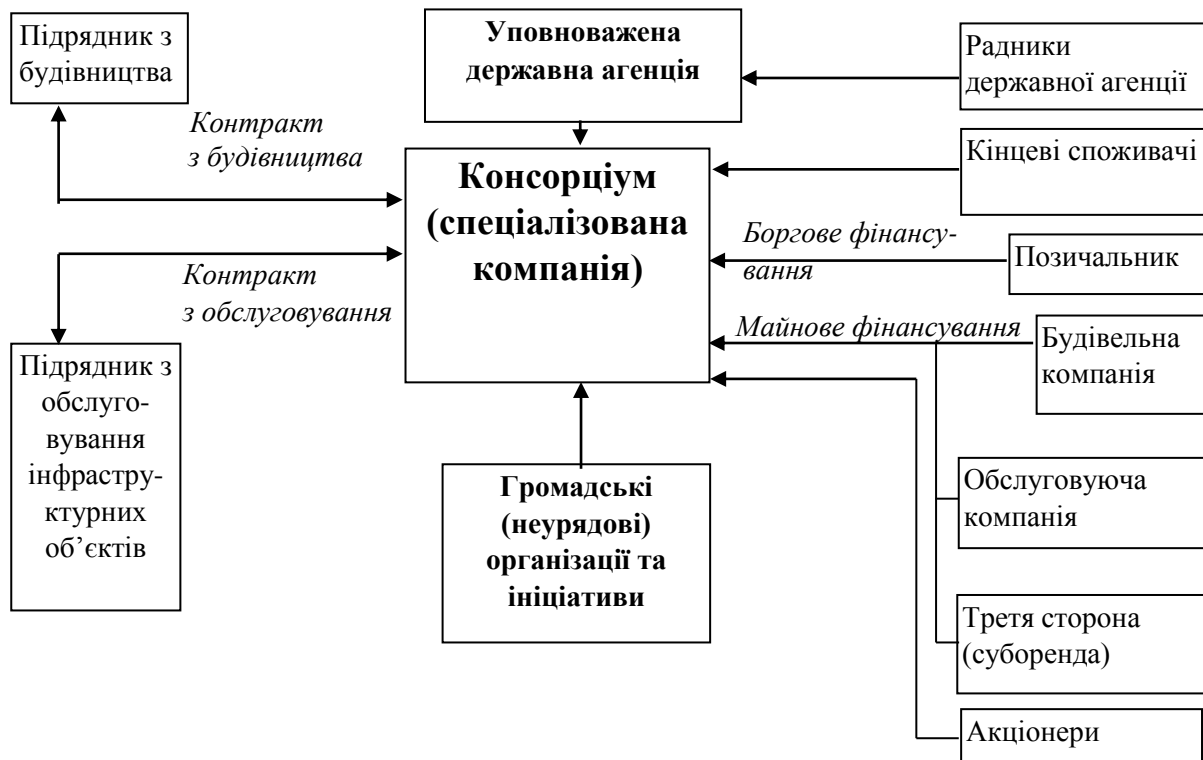 Підрядник з
будівництва
Уповноважена
державна агенція
Радники
державної агенції
Контракт
з будівництва
Консорціум
(спеціалізована
компанія)
Кінцеві споживачі
Боргове фінансу-
вання
Позичальник
Контракт
з обслуговування
Майнове фінансування
Будівельна
компанія
Підрядник з
обслуго-
вування
інфрастру-
ктурних
об’єктів
Громадські
(неурядові)
організації та
ініціативи
Обслуговуюча
компанія
Третя сторона
(суборенда)
Акціонери